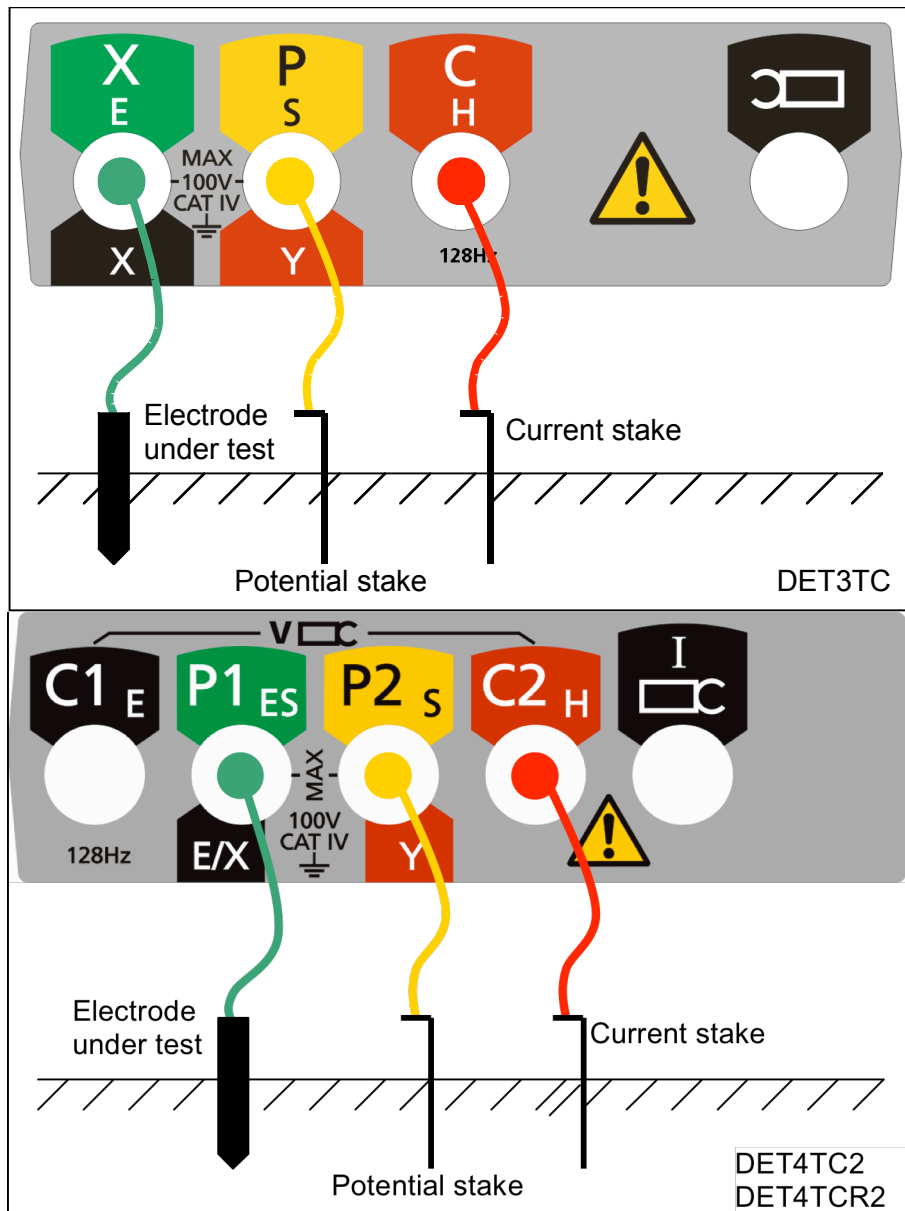 X
E
P
S
C
H
MAX
100V
CAT IV
X
Y
128Hz
Electrode
under test
Current stake
Potential stake
DET3TC
V
C1 E
P1 ES
P2 S
C2 H
I
MAX
100V
CAT IV
128Hz
E/X
Y
Electrode
under test
Current stake
Potential stake
DET4TC2
DET4TCR2